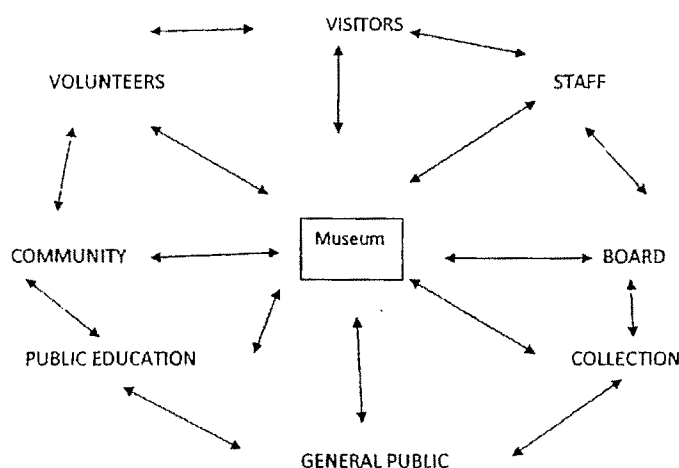 VISITORS
VOLUNTEERS
STAFF
Museum
COMMUNITY
BOARD
PUBLIC EDUCATION
COLLECTION
GENERAL PUBLIC